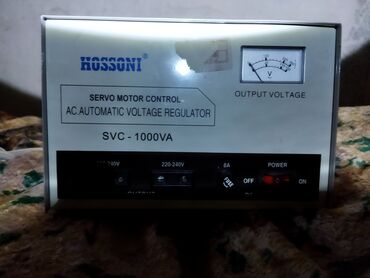 HOSSONI®
V
OUTPUT VOLTAGE
SERVO MOTOR CONTROL
AC.AUTOMATIC VOLTAGE REGULATOR
SVC - 1000VA
220-240V
8A
POWER
OFF
ON